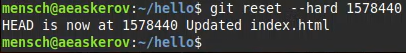 mensch@aeaskerov:~/hello$ git reset --hard 1578440
HEAD is now at 1578440 Updated index.html
mensch@aeaskerov:~/hello$